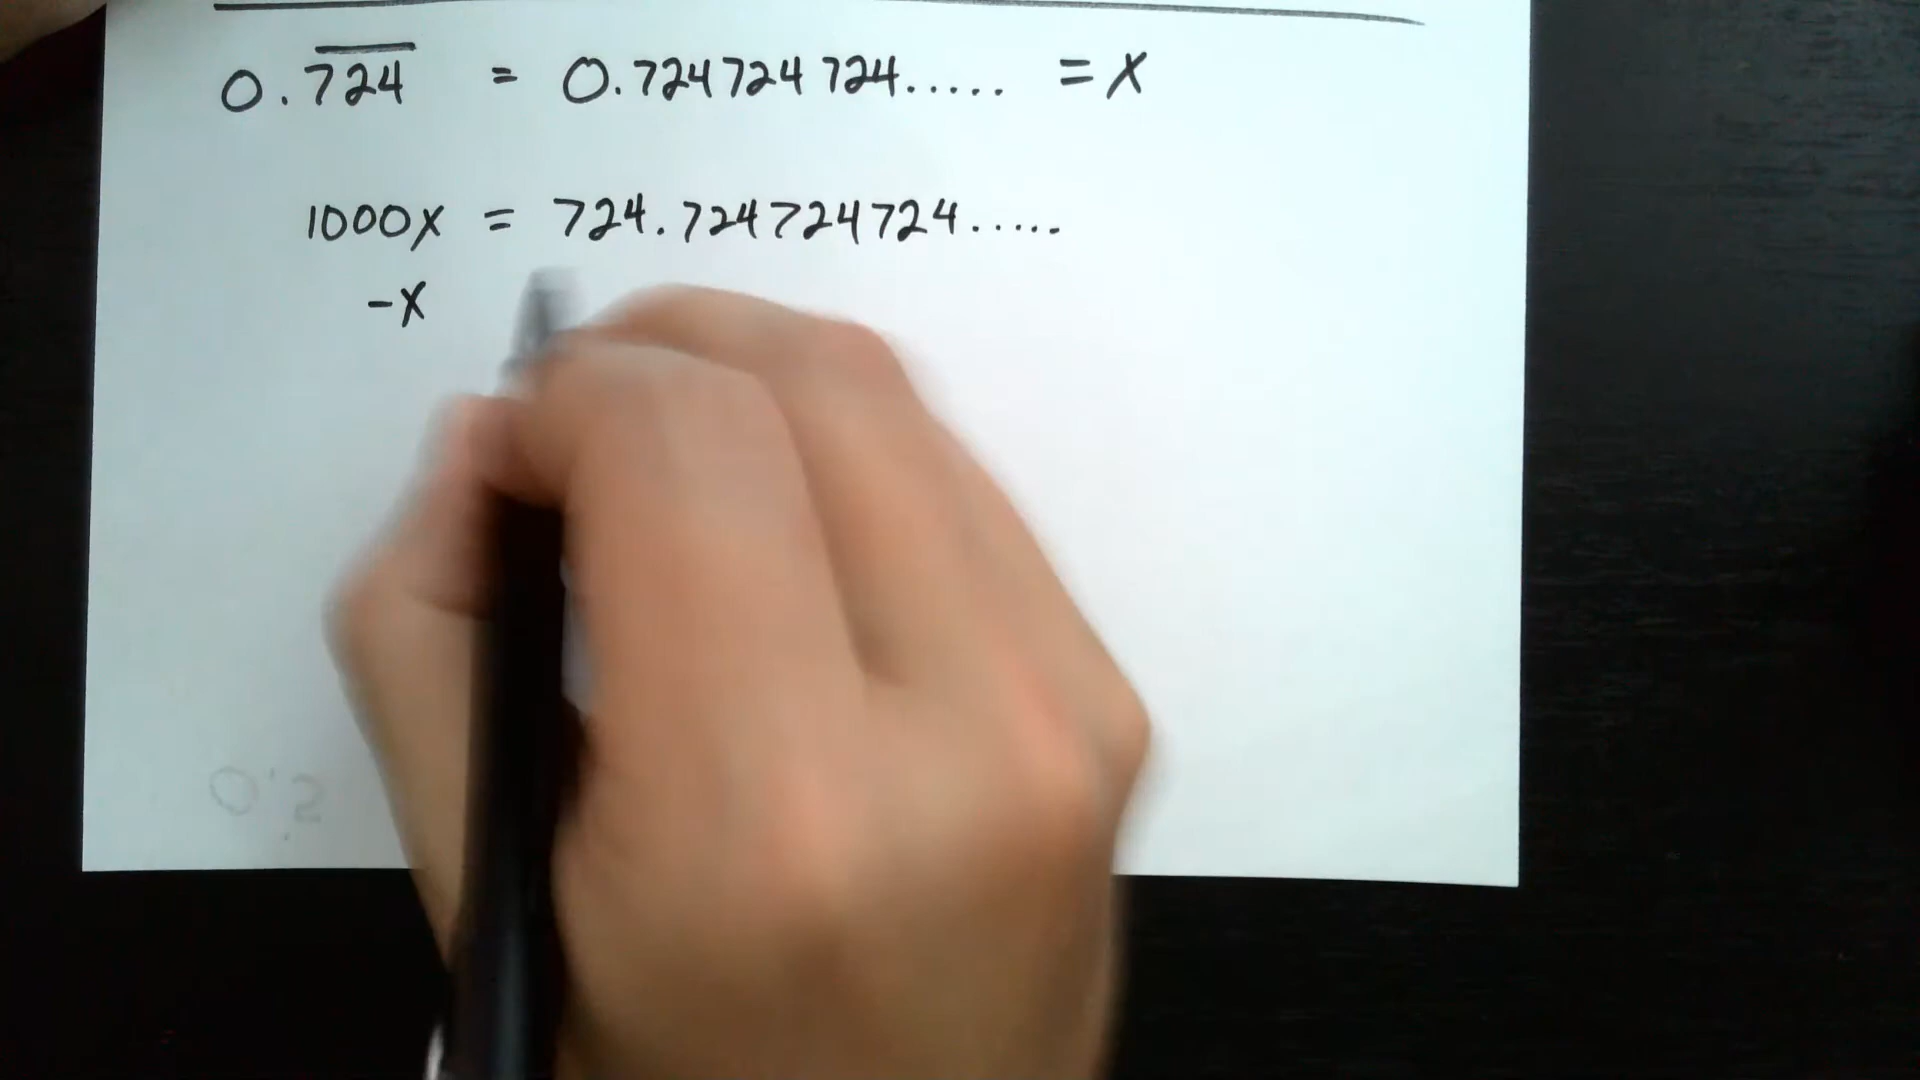 0.7̅2̅4̅ = 0.724724724..... = x
1000x = 724.724724724.....
-x